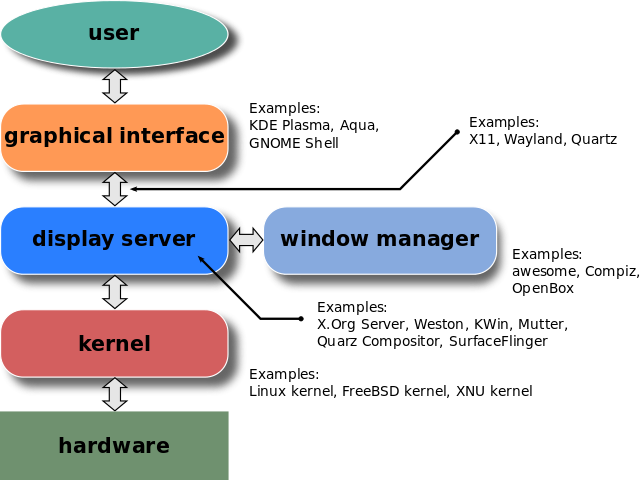 user
graphical interface
Examples:
KDE Plasma, Aqua,
GNOME Shell
Examples:
X11, Wayland, Quartz
display server
window manager
Examples:
awesome, Compiz,
OpenBox
Examples:
X.Org Server, Weston, KWin, Mutter,
Quarz Compositor, SurfaceFlinger
kernel
Examples:
Linux kernel, FreeBSD kernel, XNU kernel
hardware